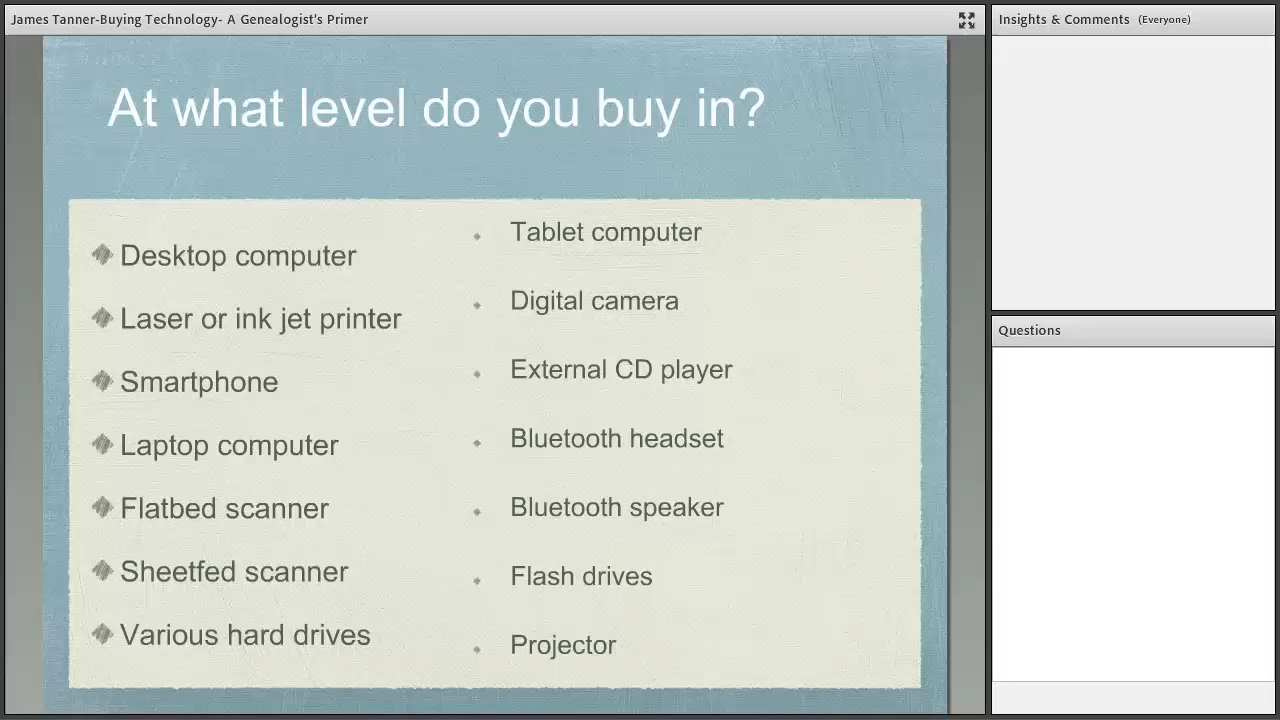 James Tanner-Buying Technology- A Genealogist's Primer
At what level do you buy in?
Desktop computer
Laser or ink jet printer
Smartphone
Laptop computer
Flatbed scanner
Sheetfed scanner
Various hard drives
Tablet computer
Digital camera
External CD player
Bluetooth headset
Bluetooth speaker
Flash drives
Projector
Insights & Comments (Everyone)
Questions